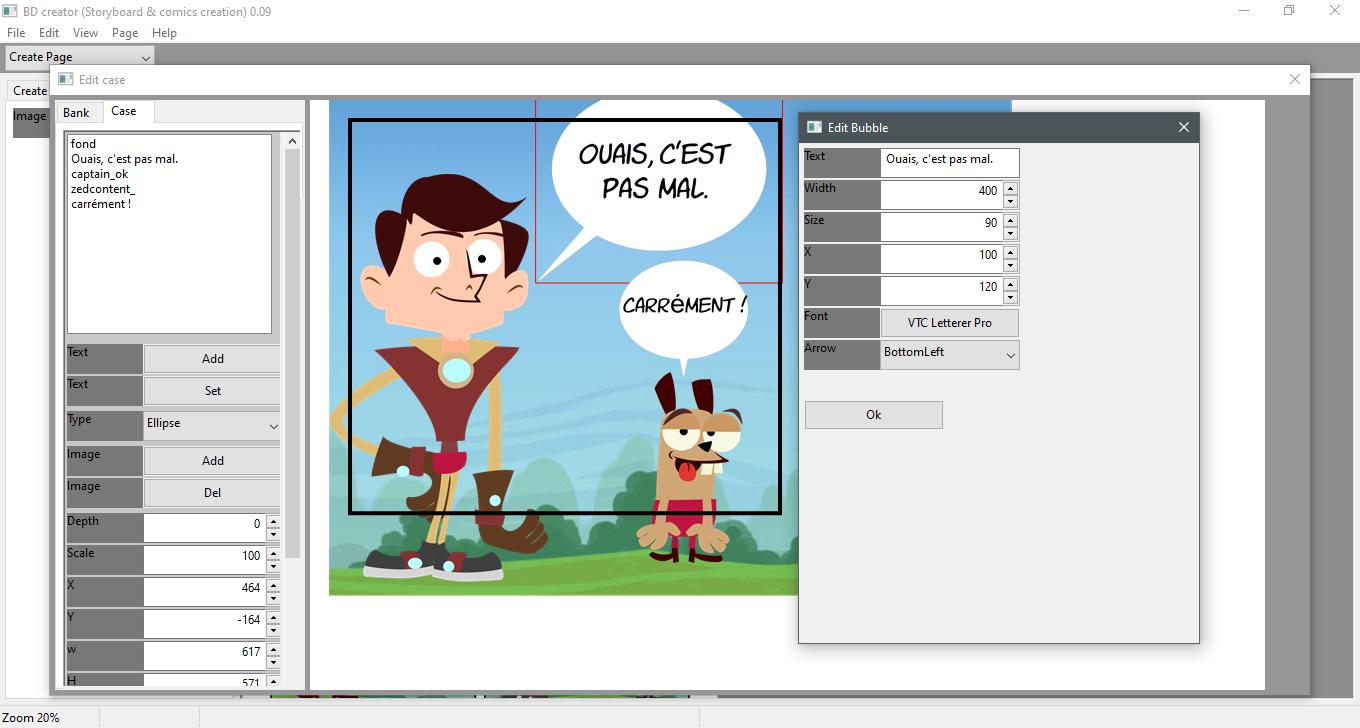 BD creator (Storyboard & comics creation) 0.09
File Edit View Page Help
Create Page
Edit case
Create
Image
Bank Case
fond
Ouais, c'est pas mal.
captain_ok
zedcontent_
carrément !
Text Add
Text Set
Type Ellipse
Image Add
Image Del
Depth 0
Scale 100
X 464
Y -164
w 617
H 571
OUAIS, C'EST
PAS MAL.
CARRéMENT !
Edit Bubble
Text Ouais, c'est pas mal.
Width 400
Size 90
X 100
Y 120
Font VTC Letterer Pro
Arrow BottomLeft
Ok
Zoom 20%